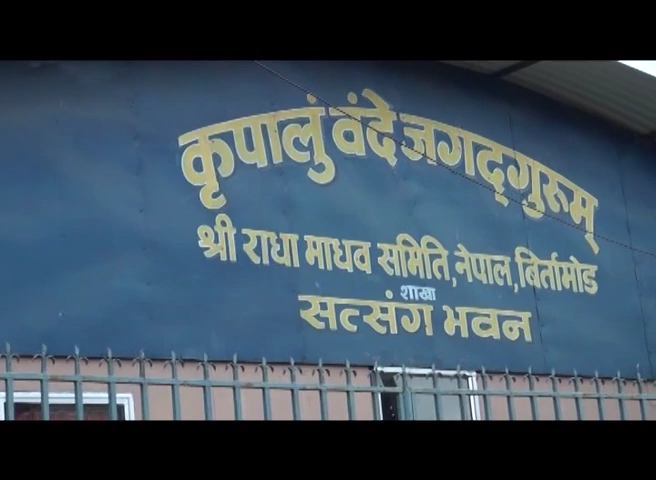 कृपालुं वंदे जगद्गुरुम्
श्री राधा माधव समिति,नेपाल,बिर्तामोड
शाखा
सत्संग भवन